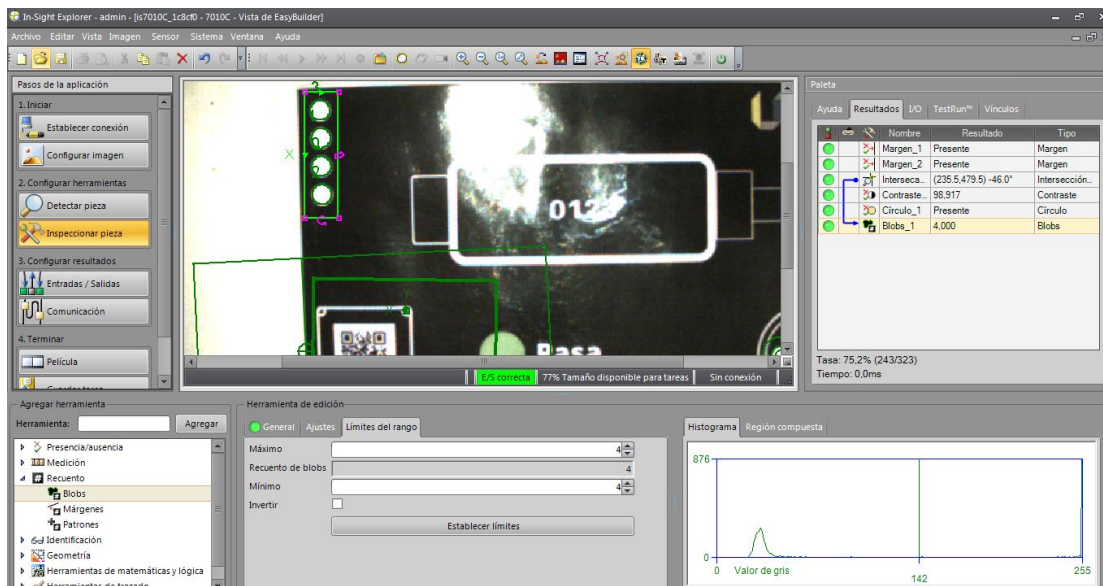 In-Sight Explorer - admin - [is7010C_1c8cf0 - 7010C - Vista de EasyBuilder]
Archivo Editar Vista Imagen Sensor Sistema Ventana Ayuda
Pasos de la aplicación
1. Iniciar
Establecer conexión
Configurar imagen
2. Configurar herramientas
Detectar pieza
Inspeccionar pieza
3. Configurar resultados
Entradas / Salidas
Comunicación
4. Terminar
Película
Guardar tarea
0123
Rasa
E/S correcta
77% Tamaño disponible para tareas
Sin conexión
Paleta
Ayuda Resultados I/O TestRun™ Vínculos
Nombre Resultado Tipo
Margen_1 Presente Margen
Margen_2 Presente Margen
Interseca... (235.5,479.5) -46.0° Intersección...
Contraste... 98,917 Contraste
Círculo_1 Presente Círculo
Blobs_1 4,000 Blobs
Tasa: 75,2% (243/323)
Tiempo: 0,0ms
Agregar herramienta
Herramienta:
Agregar
Presencia/ausencia
Medición
Recuento
Blobs
Márgenes
Patrones
Identificación
Geometría
Herramientas de matemáticas y lógica
Herramientas de trazado
Herramienta de edición
General Ajustes Límites del rango
Máximo 4
Recuento de blobs 4
Mínimo 4
Invertir
Establecer límites
Histograma Región compuesta
876
0
0 Valor de gris 142 255